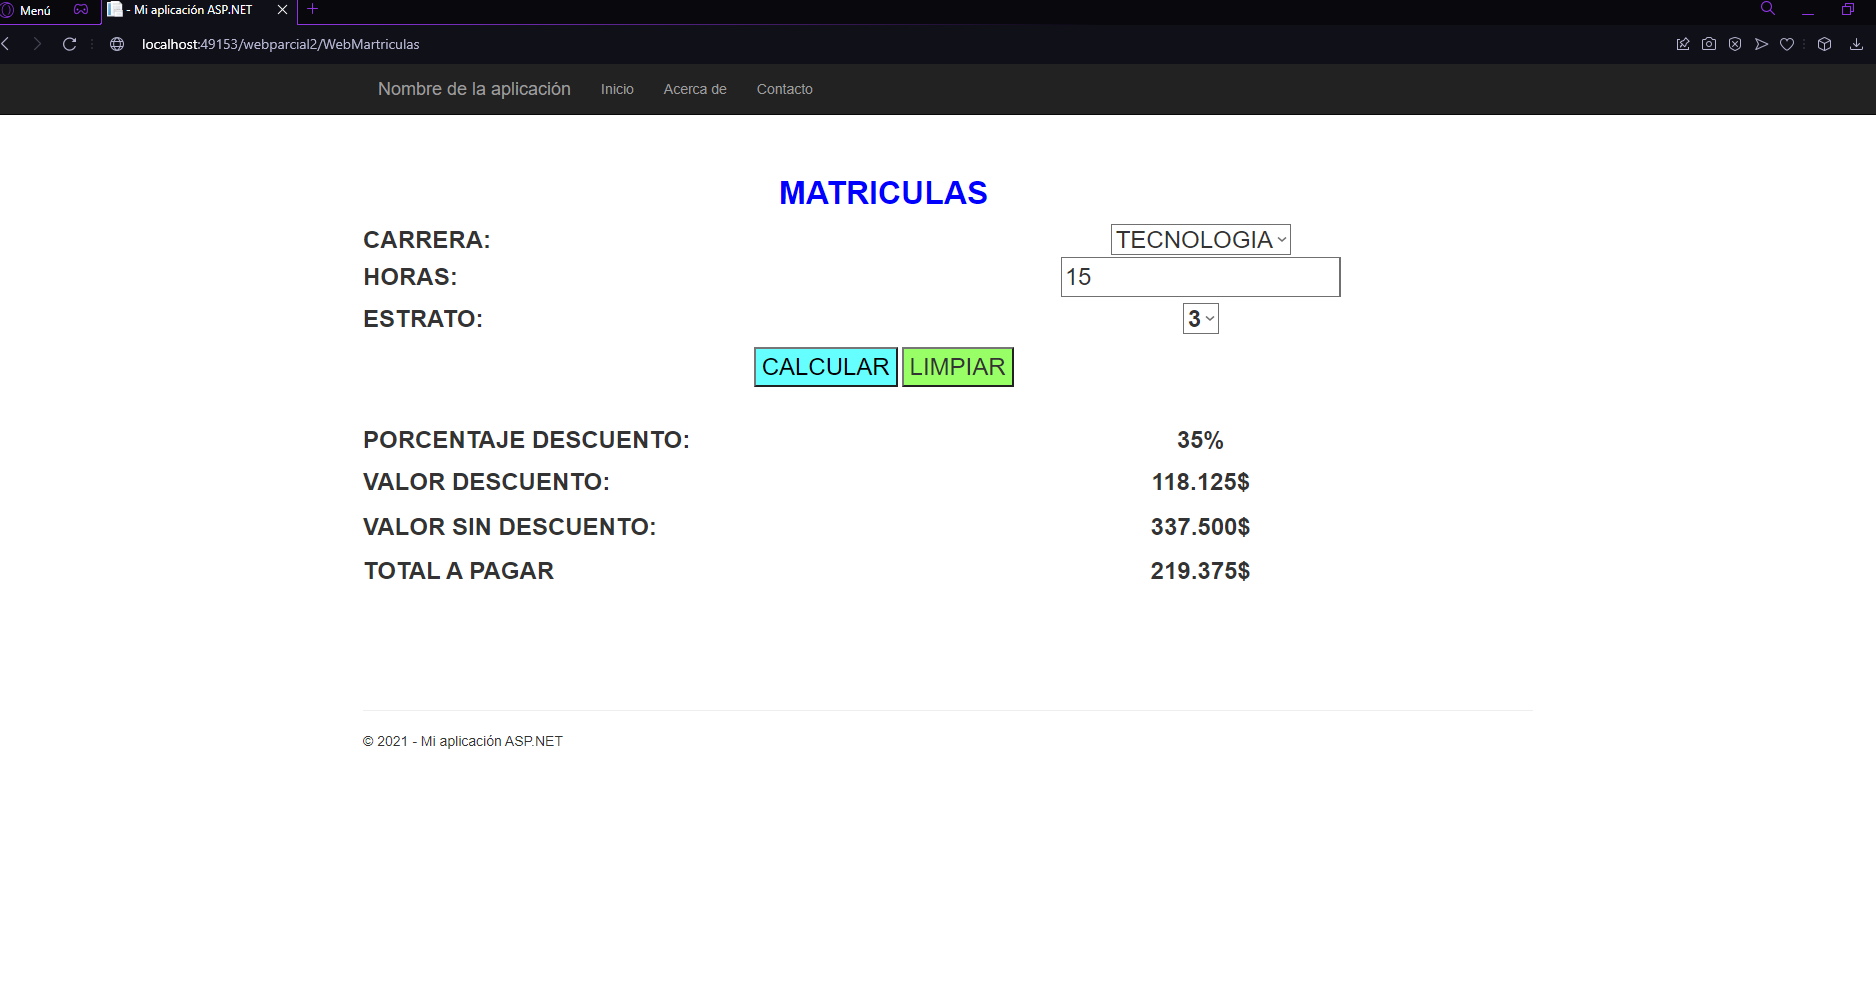 Menú
- Mi aplicación ASP.NET
localhost:49153/webparcial2/WebMartriculas
Nombre de la aplicación Inicio Acerca de Contacto
MATRICULAS
CARRERA: TECNOLOGIA
HORAS: 15
ESTRATO: 3
CALCULAR LIMPIAR
PORCENTAJE DESCUENTO: 35%
VALOR DESCUENTO: 118.125$
VALOR SIN DESCUENTO: 337.500$
TOTAL A PAGAR 219.375$
© 2021 - Mi aplicación ASP.NET